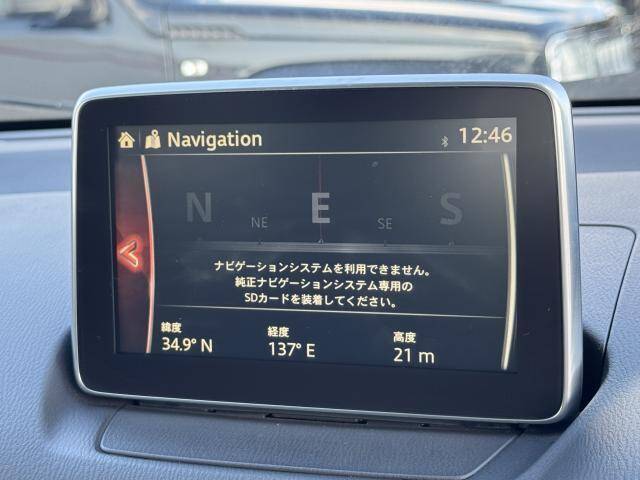 Navigation 12:46
N NE E SE S
ナビゲーションシステムを利用できません。
純正ナビゲーションシステム専用の
SDカードを装着してください。
緯度 経度 高度
34.9° N 137° E 21 m